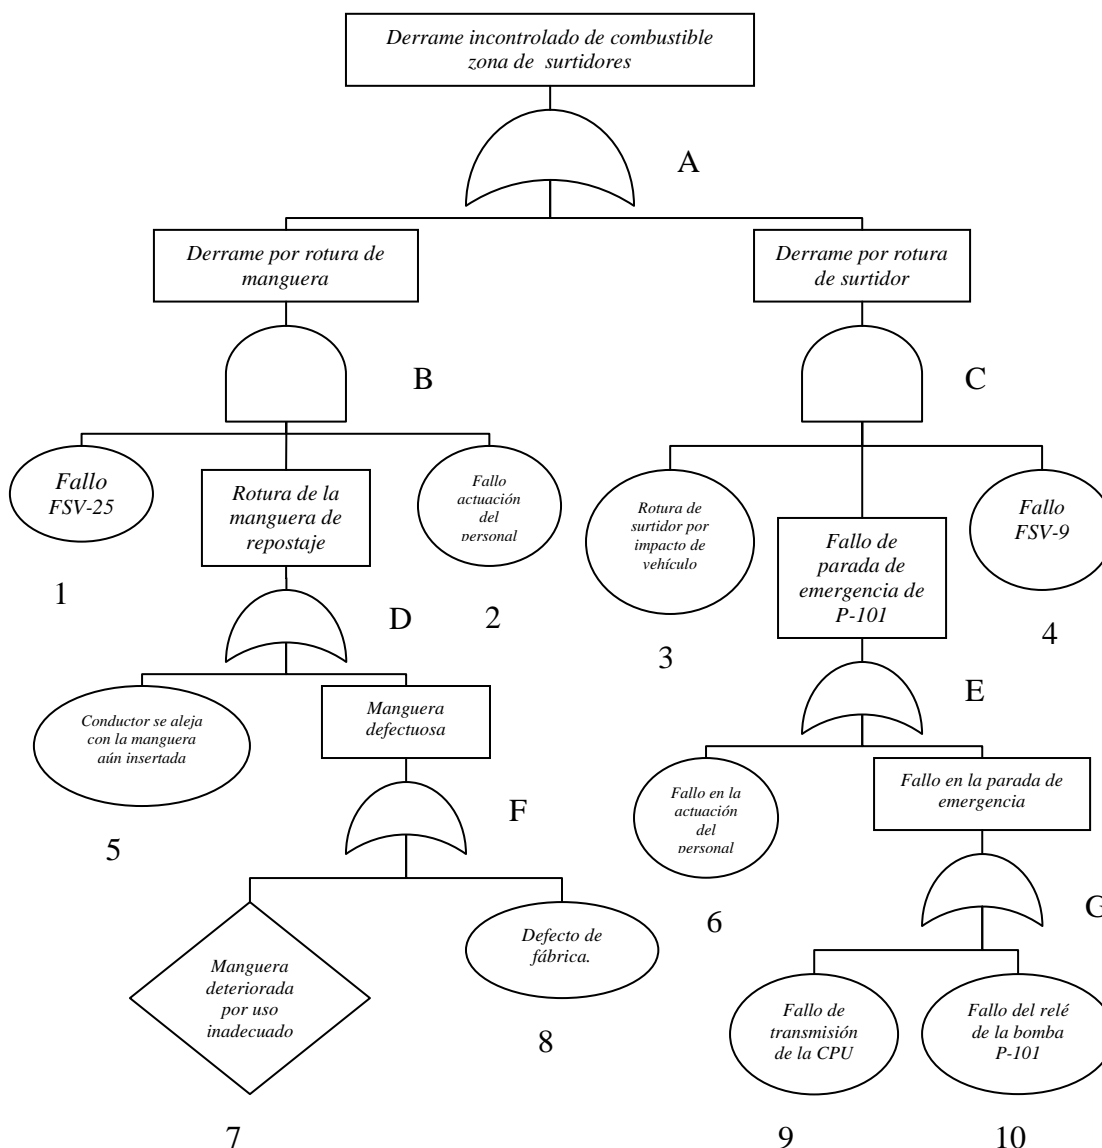 Derrame incontrolado de combustible
zona de surtidores
A
Derrame por rotura de
manguera
Derrame por rotura
de surtidor
B
C
Fallo
FSV-25
Rotura de la
manguera de
repostaje
Fallo
actuación
del
personal
Rotura de
surtidor por
impacto de
vehículo
Fallo de
parada de
emergencia de
P-101
Fallo
FSV-9
1
D
2
3
4
E
Conductor se aleja
con la manguera
aún insertada
Manguera
defectuosa
Fallo en la
actuación
del
personal
Fallo en la parada de
emergencia
5
F
6
G
Manguera
deteriorada
por uso
inadecuado
Defecto de
fábrica.
Fallo de
transmisión
de la CPU
Fallo del relé
de la bomba
P-101
8
7
9
10